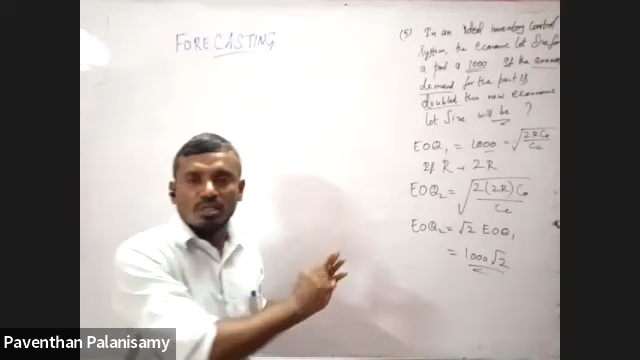 FORECASTING
(5) In an ideal inventory control
system, the economic lot size for
a part is 1000 If the annual
demand for the part is
doubled then new economic
lot size will be ?
EOQ₁ = 1000 = √(2RC₀/Cc)
If R → 2R
EOQ₂ = √(2(2R)C₀/Cc)
EOQ₂ = √2 EOQ₁
= 1000√2
Paventhan Palanisamy